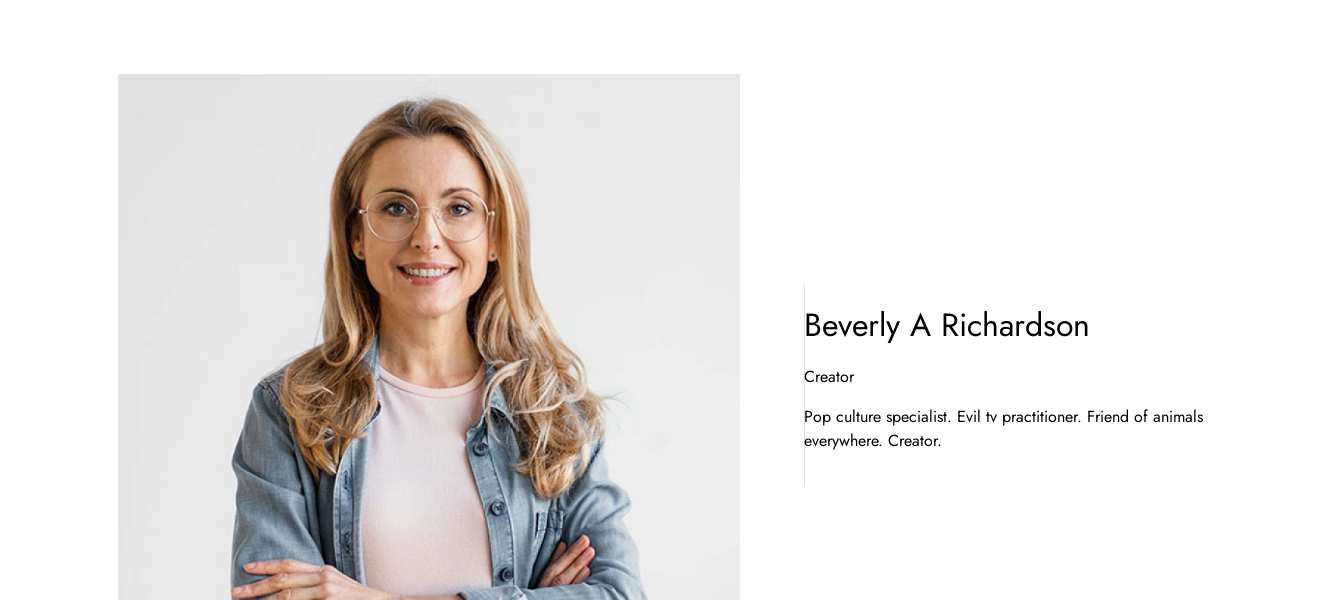 Beverly A Richardson
Creator
Pop culture specialist. Evil tv practitioner. Friend of animals
everywhere. Creator.